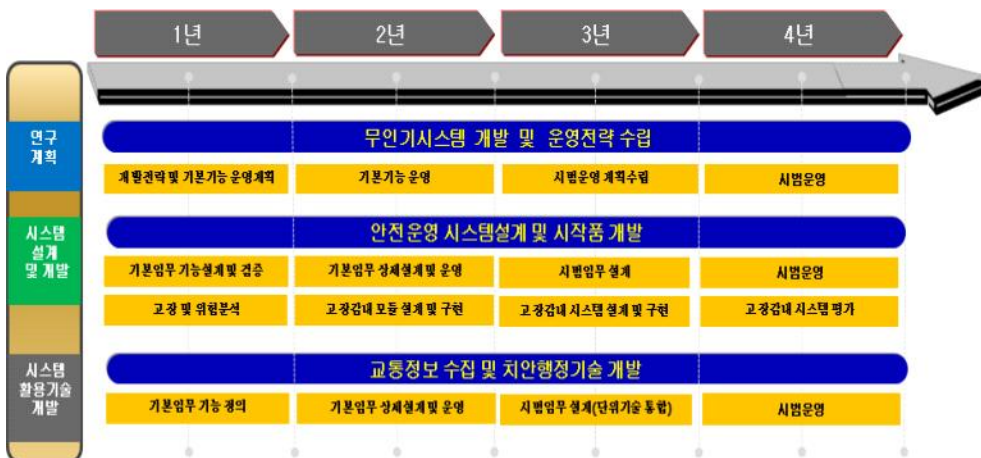 1년
2년
3년
4년
연구
계획
무인기시스템 개발 및 운영전략 수립
개발전략 및 기본기능 운영계획
기본기능 운영
시범운영 계획수립
시범운영
시스템
설계
및 개발
안전운영 시스템설계 및 시작품 개발
기본임무 기능설계 및 검증
기본임무 상세설계 및 운영
시범임무 설계
시범운영
고장 및 위험분석
고장감내 모듈 설계 및 구현
고장감내 시스템 설계 및 구현
고장감내 시스템 평가
시스템
활용기술
개발
교통정보 수집 및 치안행정기술 개발
기본임무 기능 정의
기본임무 상세설계 및 운영
시범임무 설계(단위기술 통합)
시범운영